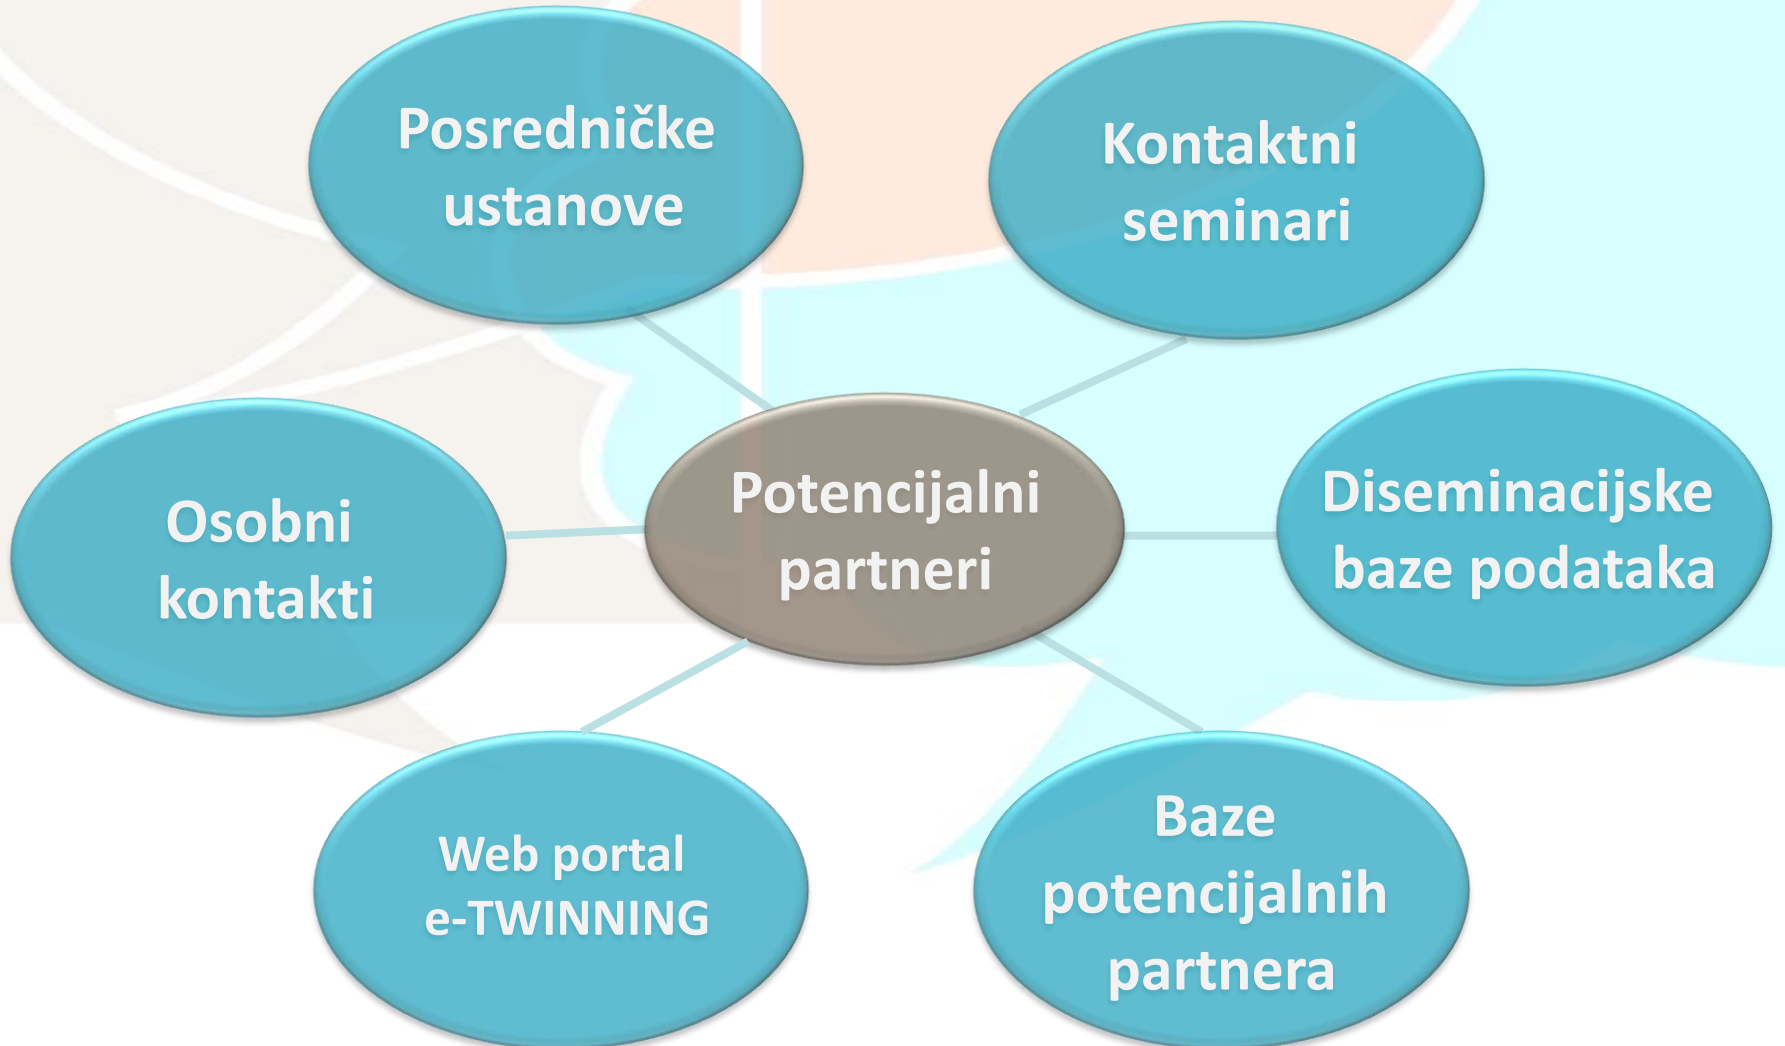 Posredničke
ustanove
Kontaktni
seminari
Osobni
kontakti
Potencijalni
partneri
Diseminacijske
baze podataka
Web portal
e-TWINNING
Baze
potencijalnih
partnera